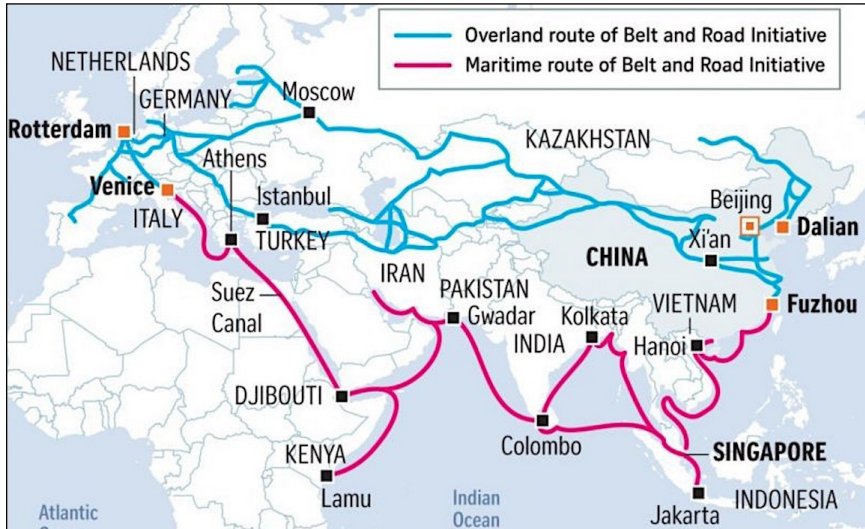 Overland route of Belt and Road Initiative
Maritime route of Belt and Road Initiative
NETHERLANDS
GERMANY
Moscow
Rotterdam
Athens
KAZAKHSTAN
Venice
Istanbul
Beijing
ITALY
TURKEY
Xi'an
Dalian
CHINA
IRAN
Suez
Canal
PAKISTAN
Gwadar
Kolkata
VIETNAM
Fuzhou
INDIA
Hanoi
DJIBOUTI
Colombo
SINGAPORE
KENYA
Lamu
Jakarta
INDONESIA
Atlantic
Indian
Ocean